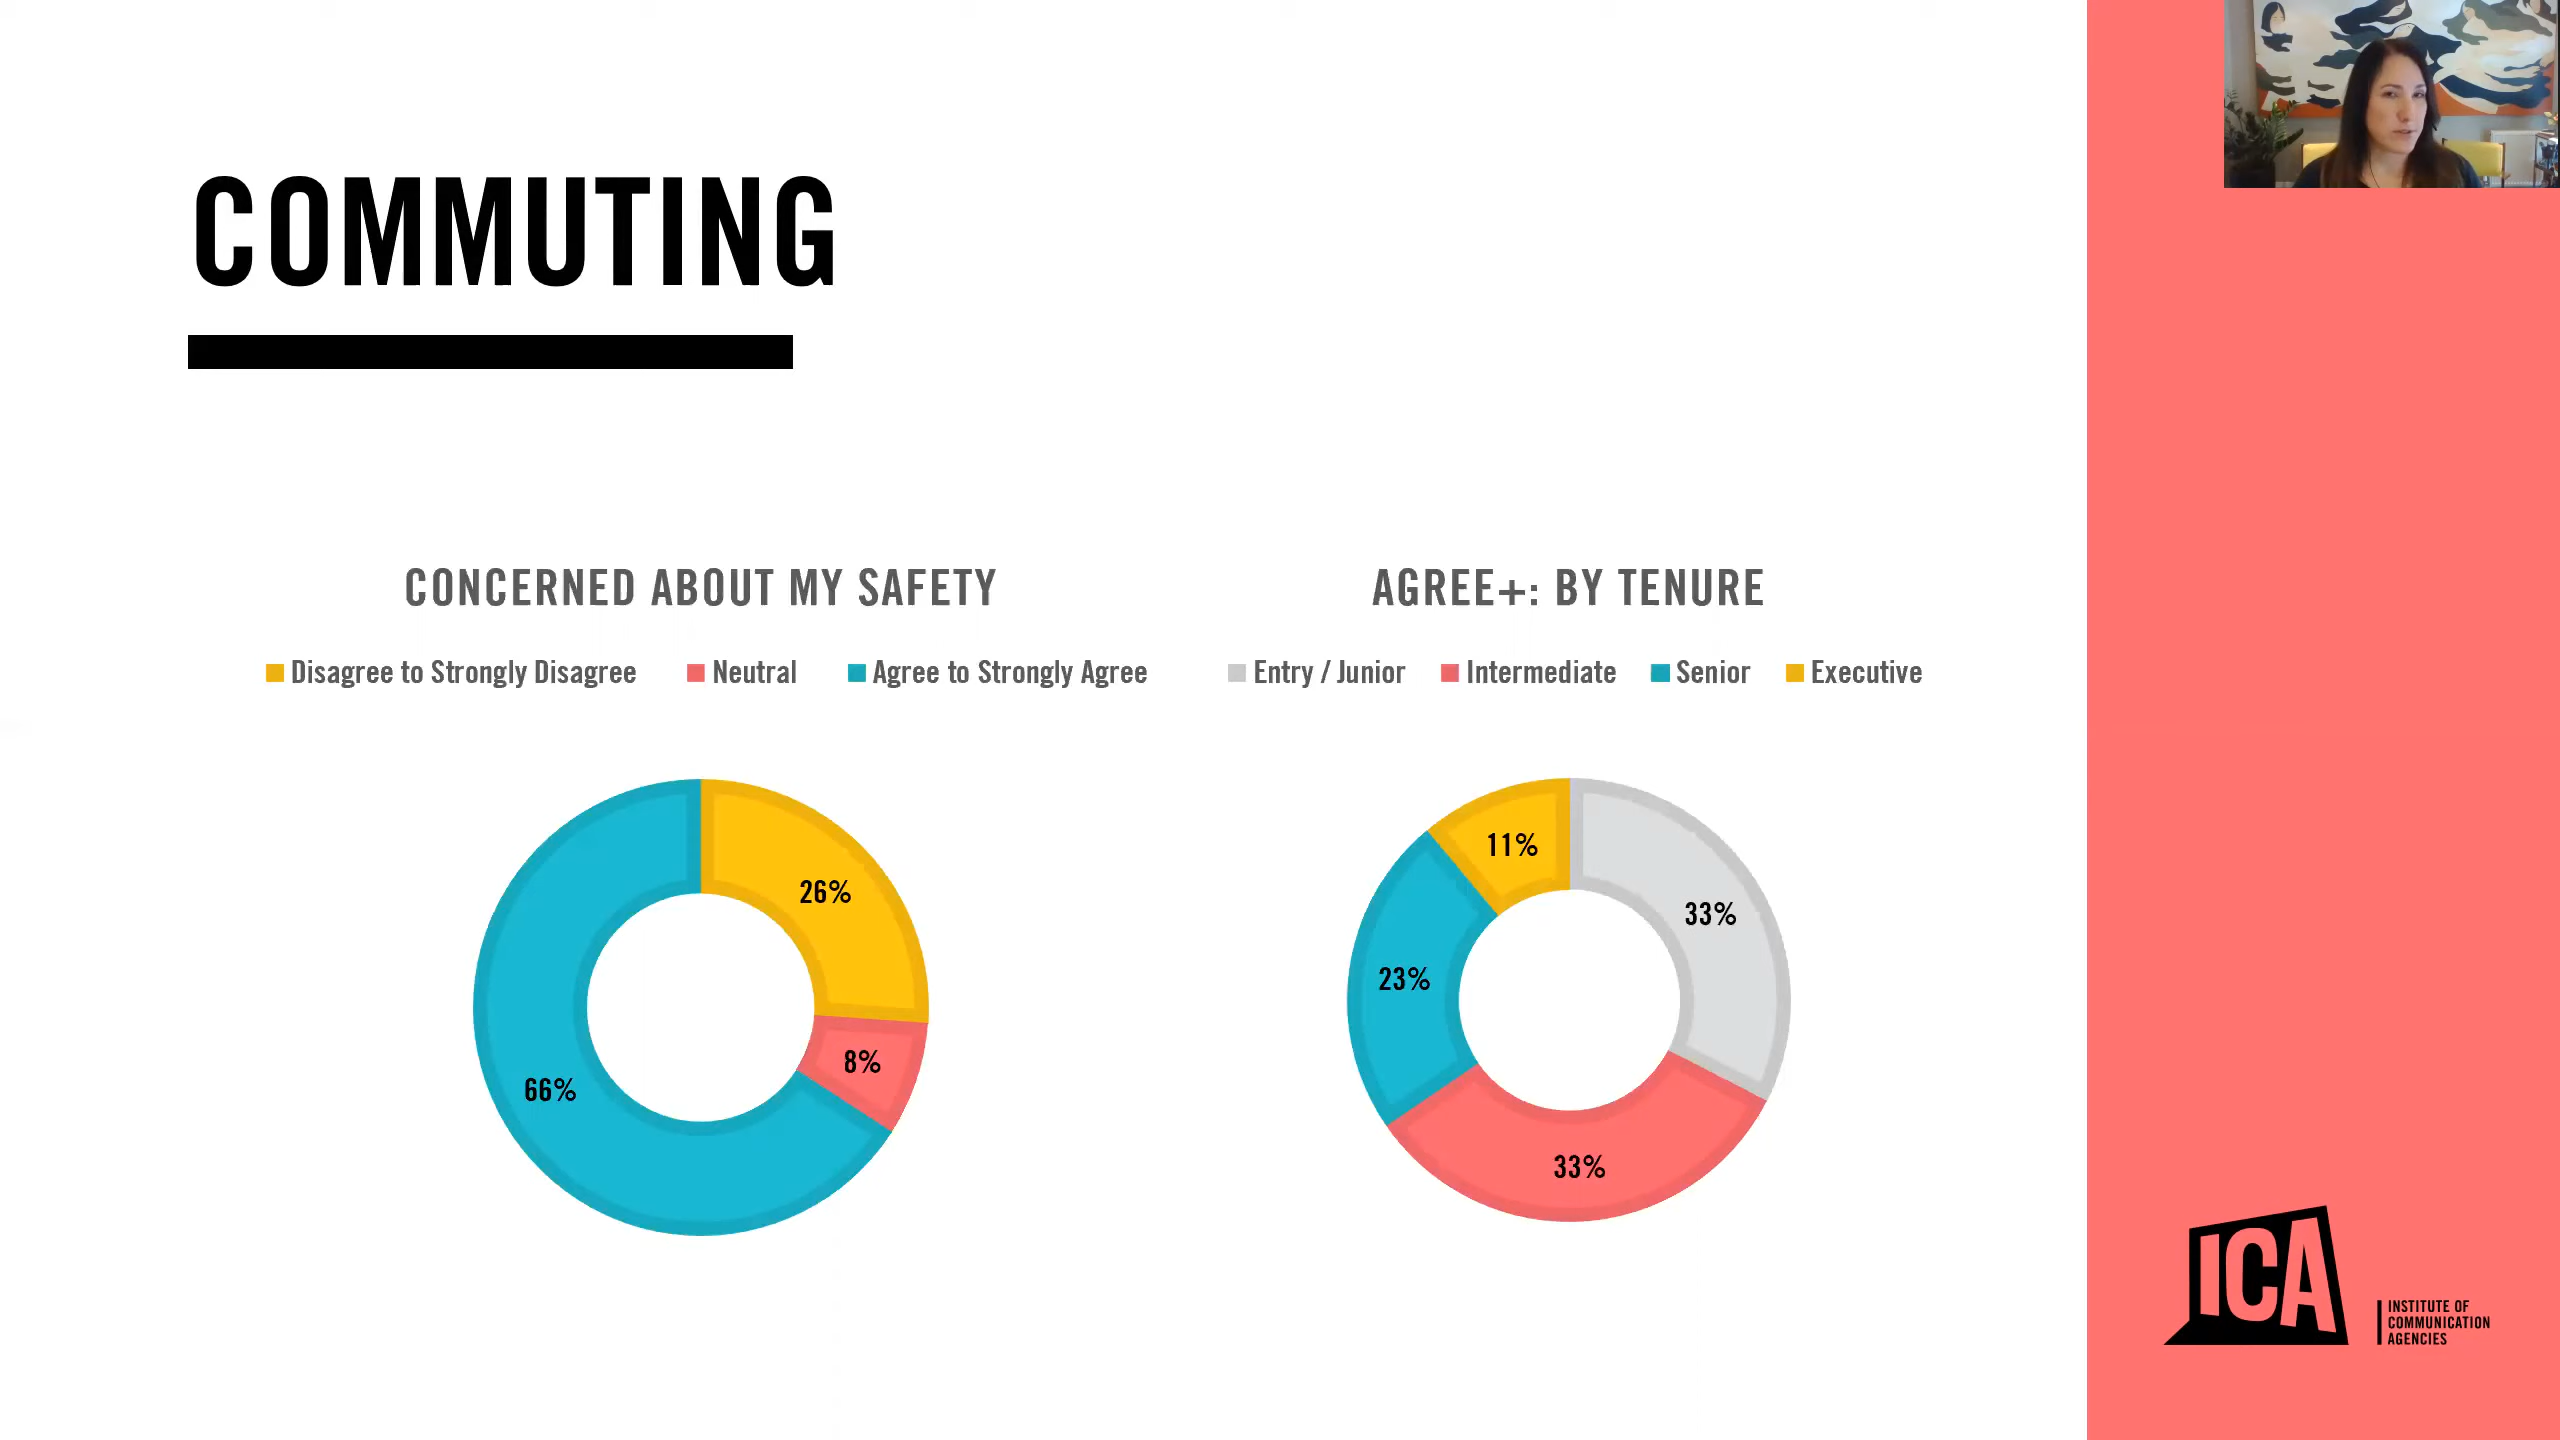 COMMUTING
CONCERNED ABOUT MY SAFETY
Disagree to Strongly Disagree Neutral Agree to Strongly Agree
26%
8%
66%
AGREE+: BY TENURE
Entry / Junior Intermediate Senior Executive
11%
33%
23%
33%
ICA
INSTITUTE OF
COMMUNICATION
AGENCIES